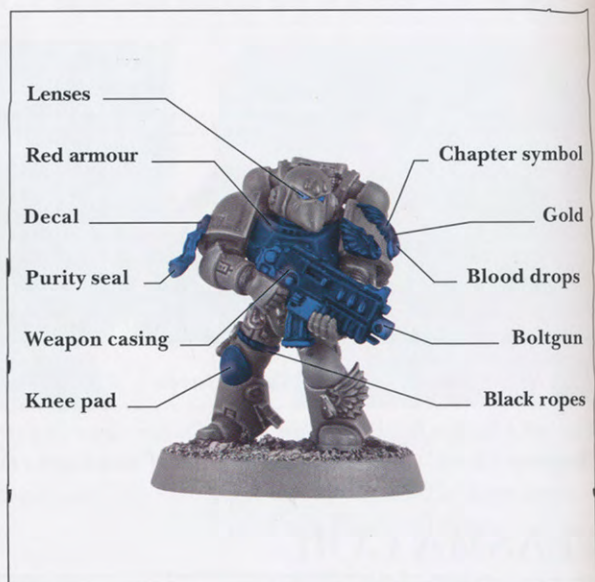 Lenses
Red armour
Decal
Purity seal
Weapon casing
Knee pad
Chapter symbol
Gold
Blood drops
Boltgun
Black ropes